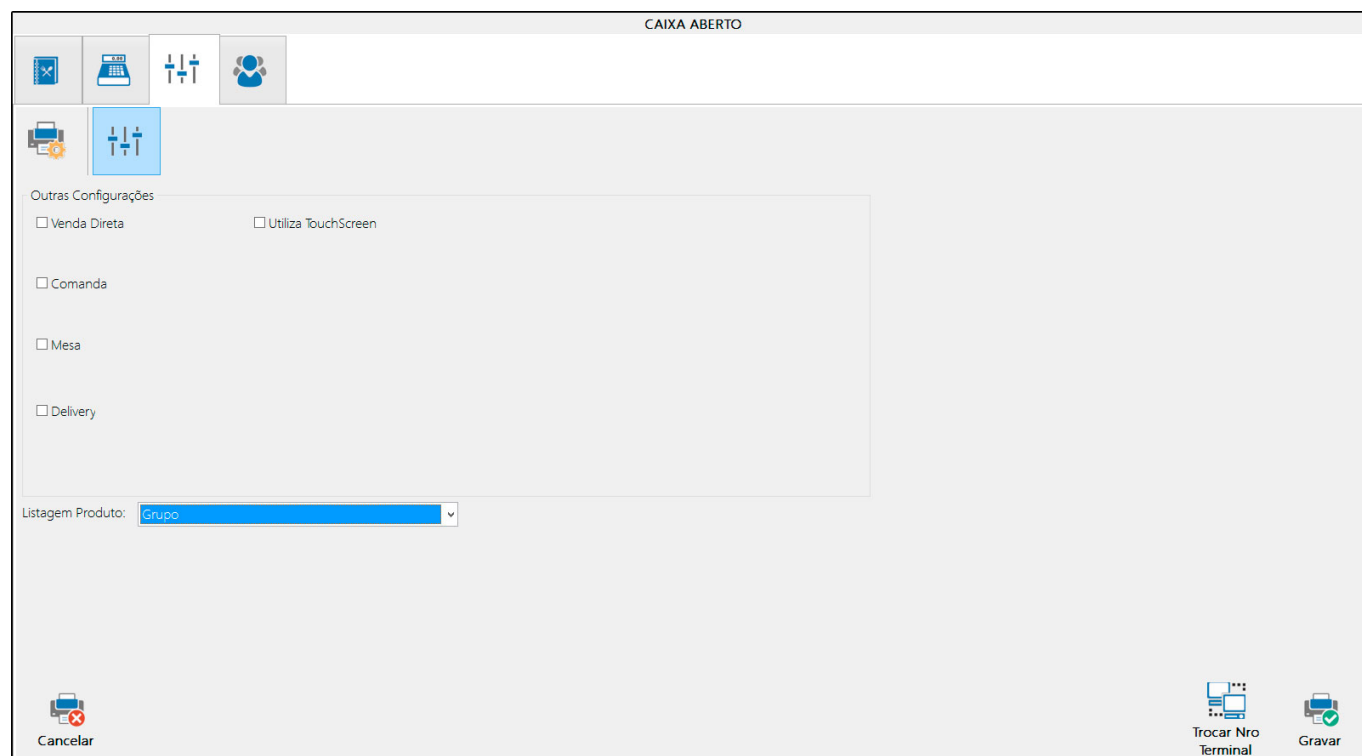 CAIXA ABERTO
Outras Configurações
Venda Direta
Utiliza TouchScreen
Comanda
Mesa
Delivery
Listagem Produto:
Grupo
Cancelar
Trocar Nro
Terminal
Gravar